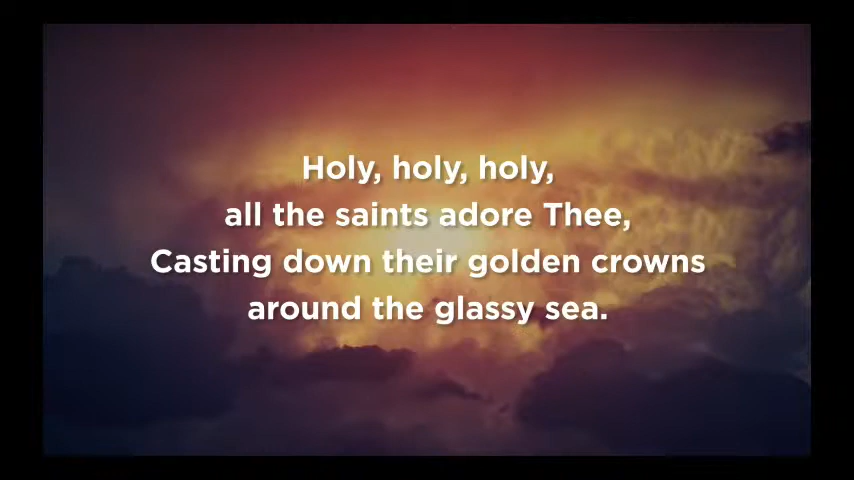 Holy, holy, holy,
all the saints adore Thee,
Casting down their golden crowns
around the glassy sea.